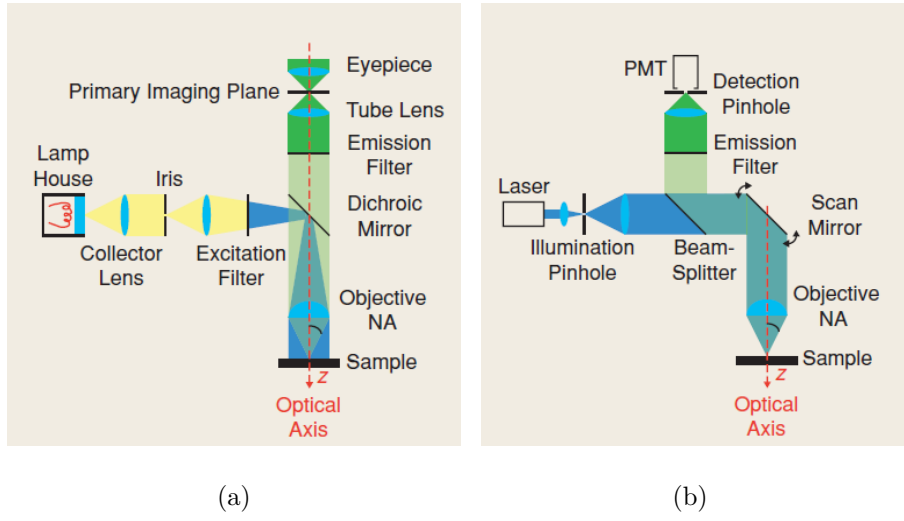 Eyepiece
Primary Imaging Plane
Tube Lens
Emission
Filter
Lamp
House
Iris
Dichroic
Mirror
Collector
Lens
Excitation
Filter
Objective
NA
Sample
z
Optical
Axis
(a)
PMT
Detection
Pinhole
Emission
Filter
Laser
Scan
Mirror
Illumination
Pinhole
Beam-
Splitter
Objective
NA
Sample
z
Optical
Axis
(b)